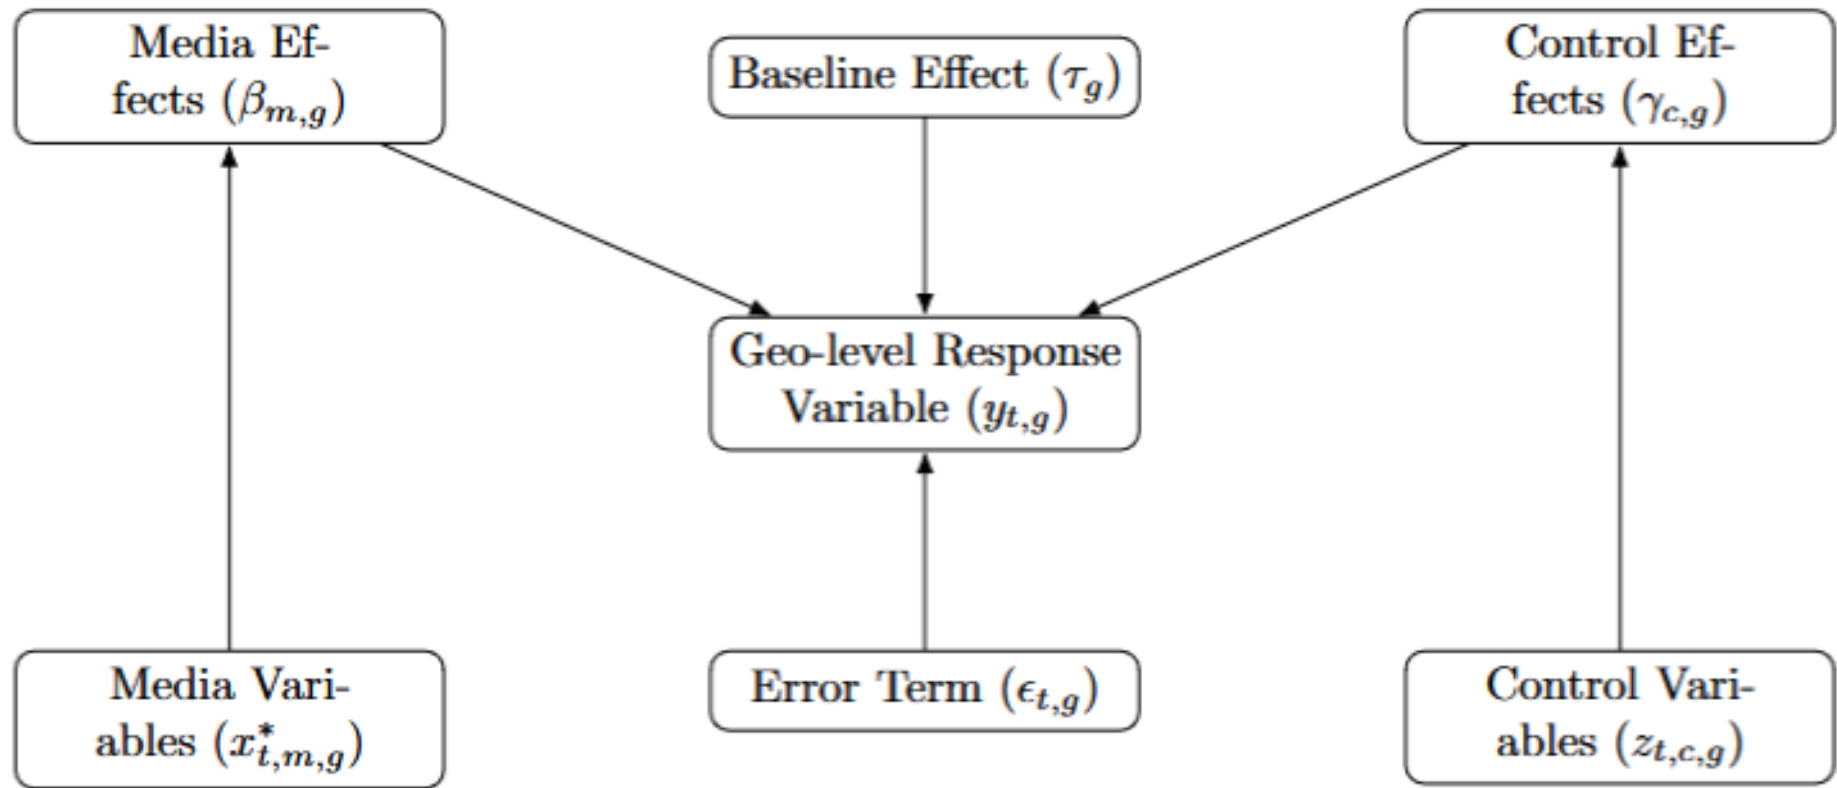 Media Ef-
fects (β_{m,g})
Baseline Effect (τ_g)
Control Ef-
fects (γ_{c,g})
Geo-level Response
Variable (y_{t,g})
Media Vari-
ables (x^*_{t,m,g})
Error Term (ϵ_{t,g})
Control Vari-
ables (z_{t,c,g})